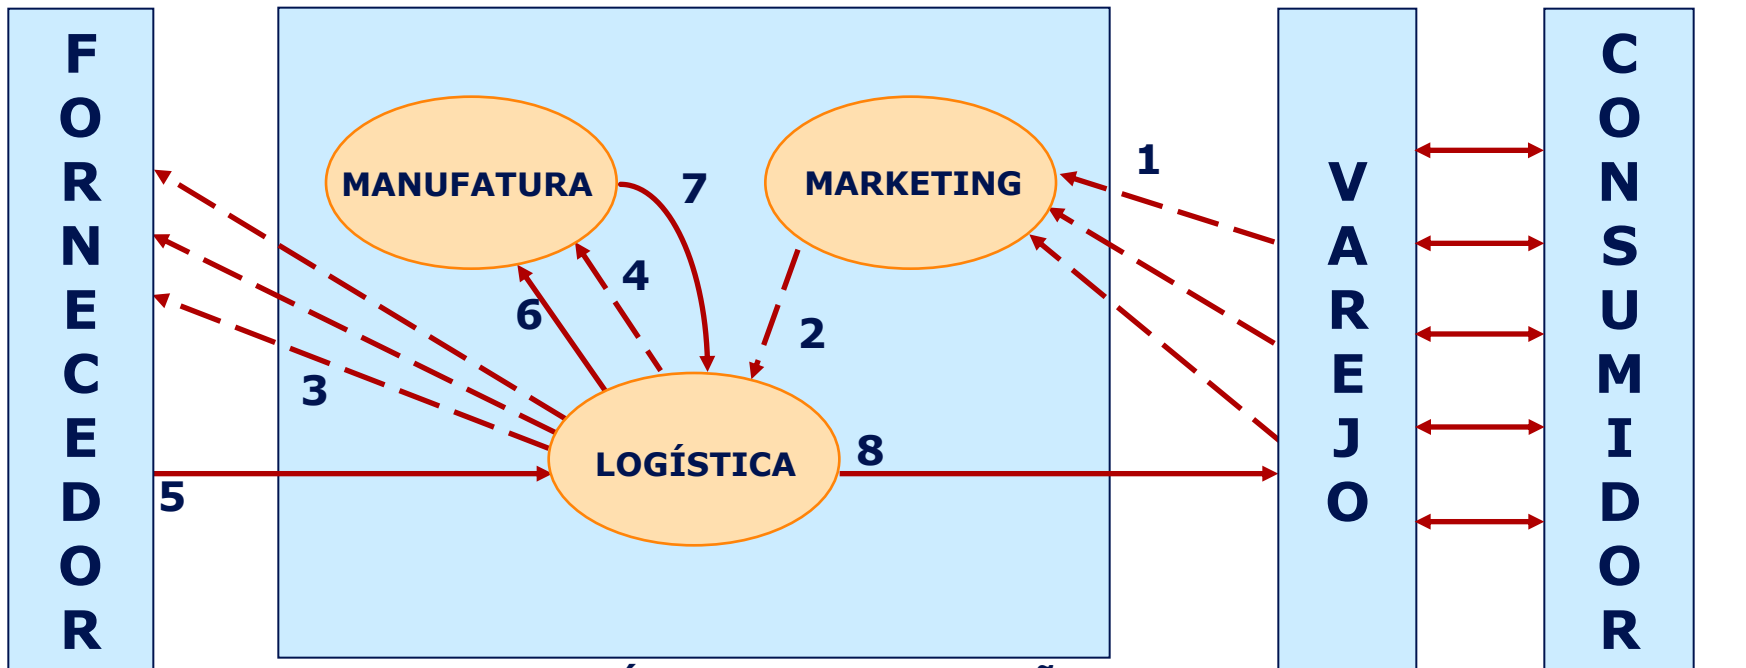 FORNECEDOR
MANUFATURA
MARKETING
LOGÍSTICA
1
2
3
4
5
6
7
8
VAREJO
CONSUMIDOR